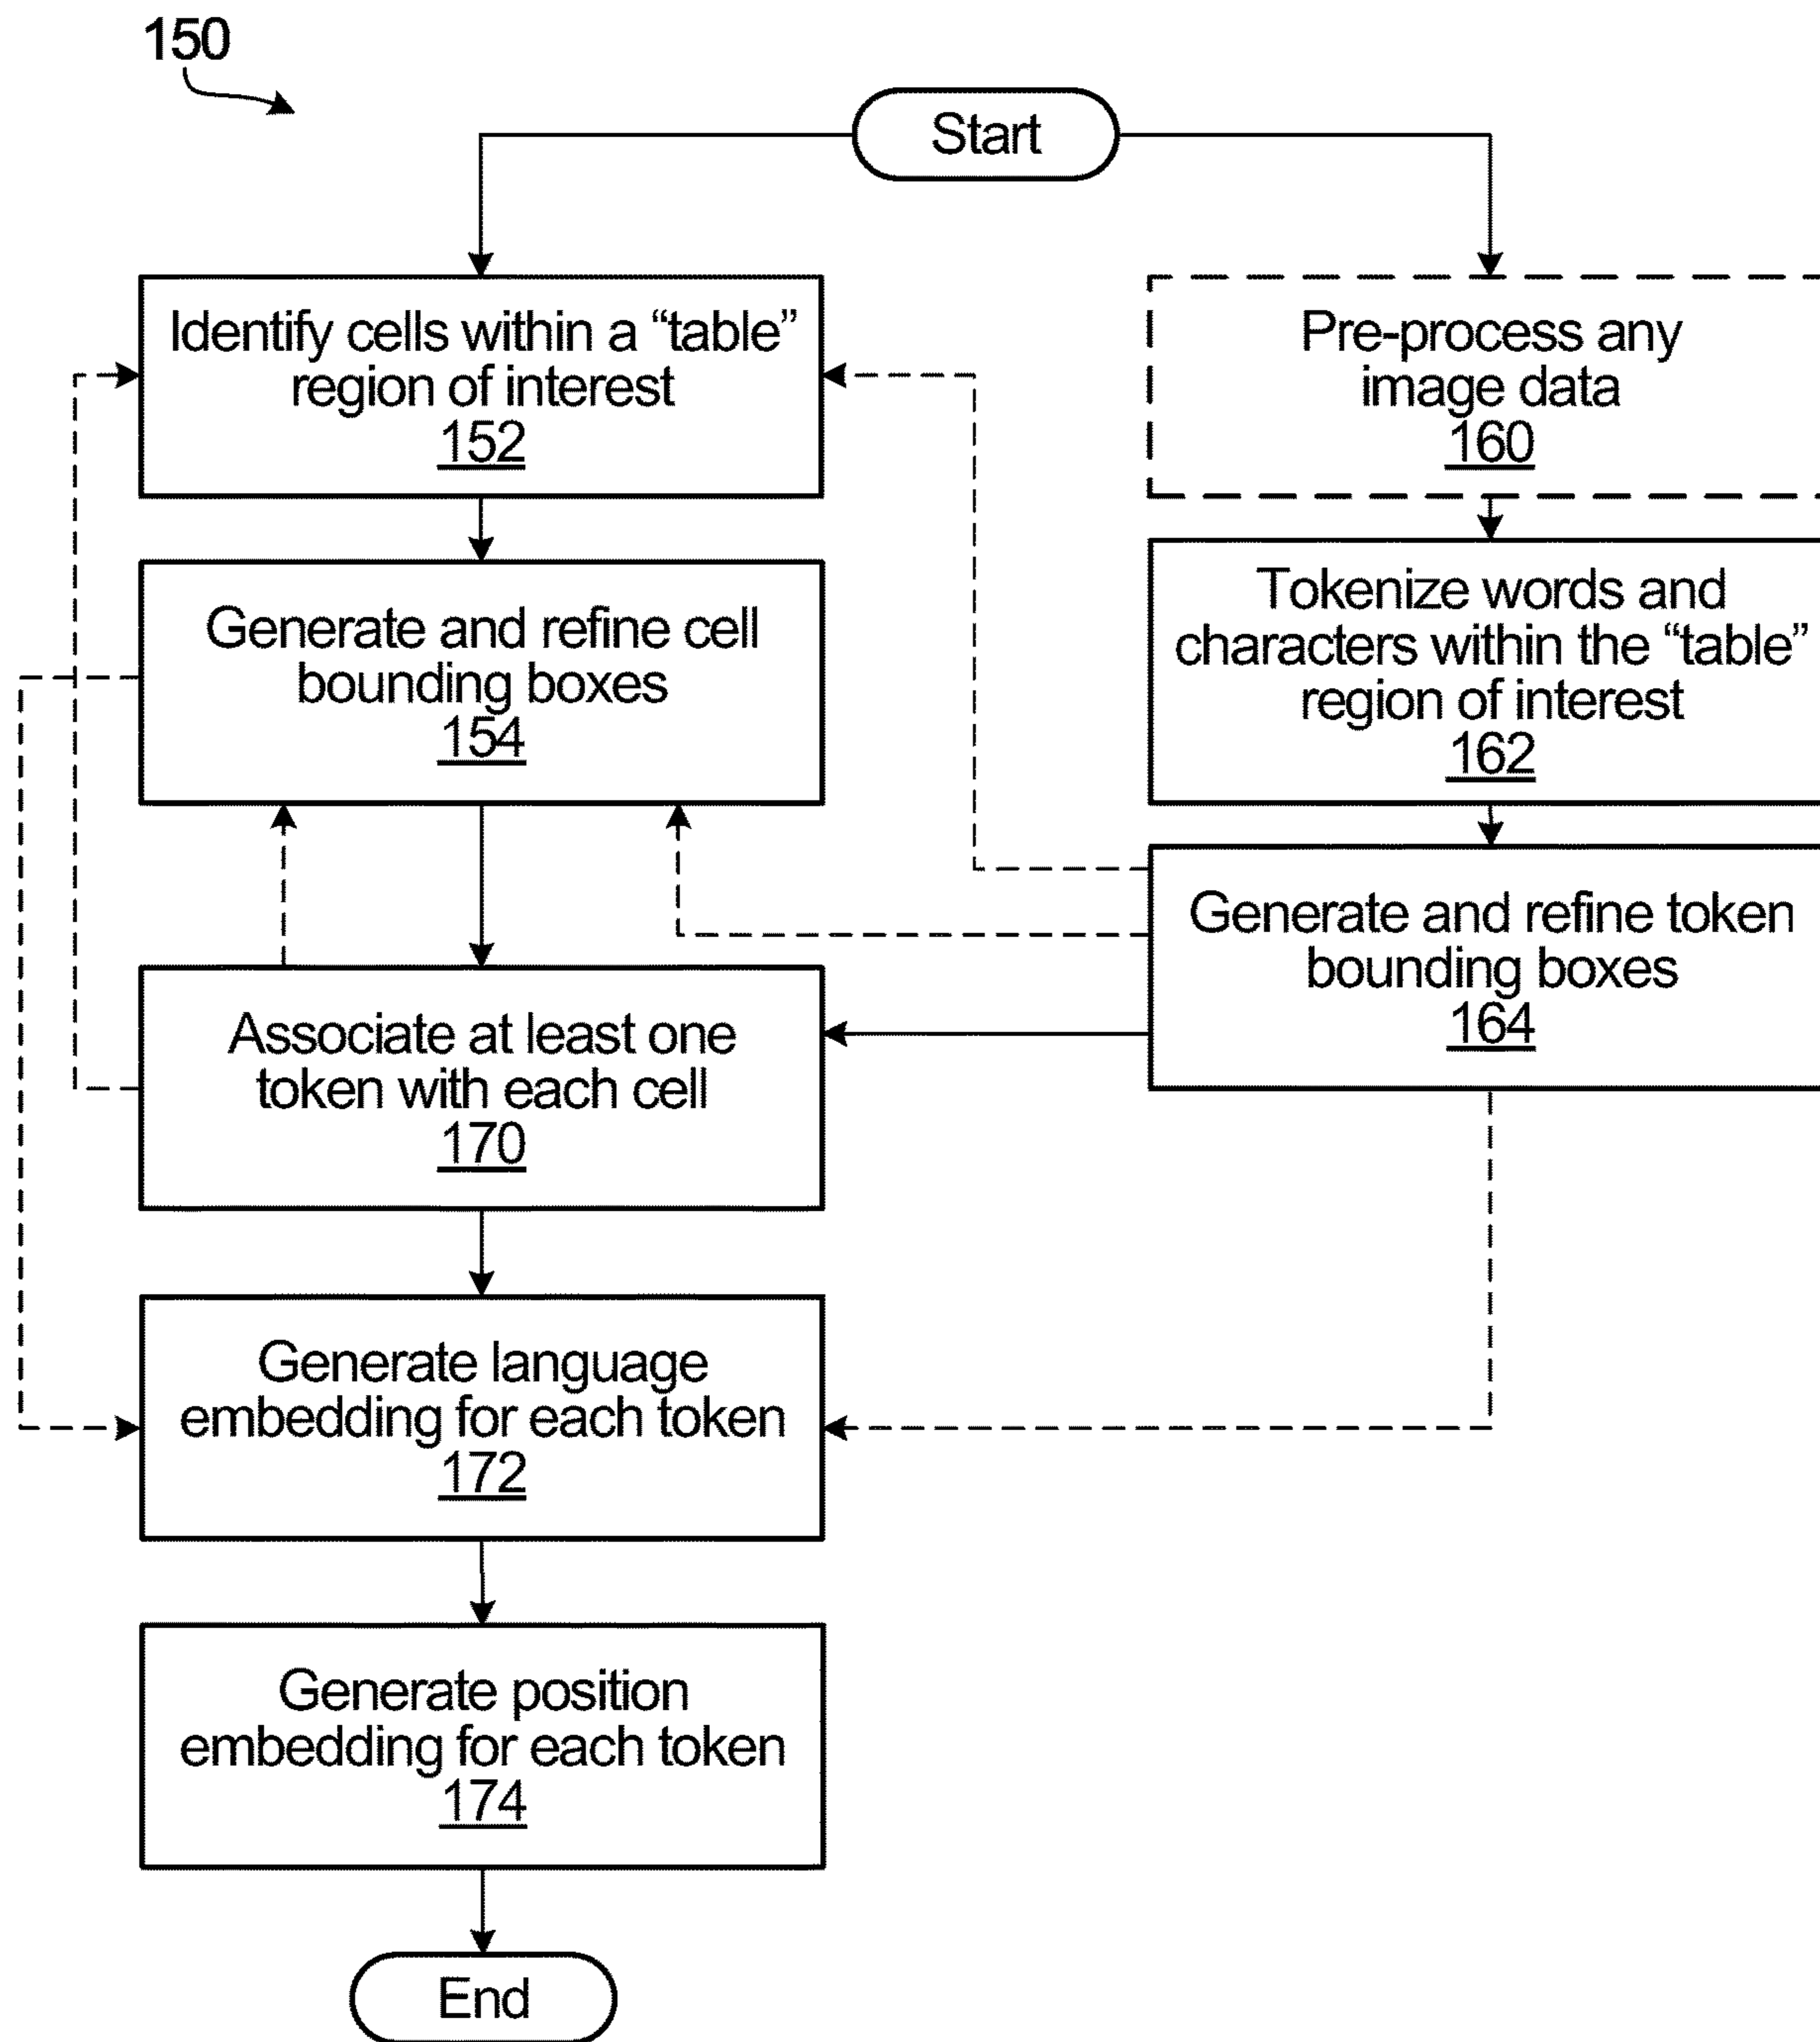 150
Start
Identify cells within a “table”
region of interest
152
Pre-process any
image data
160
Generate and refine cell
bounding boxes
154
Tokenize words and
characters within the “table”
region of interest
162
Generate and refine token
bounding boxes
164
Associate at least one
token with each cell
170
Generate language
embedding for each token
172
Generate position
embedding for each token
174
End